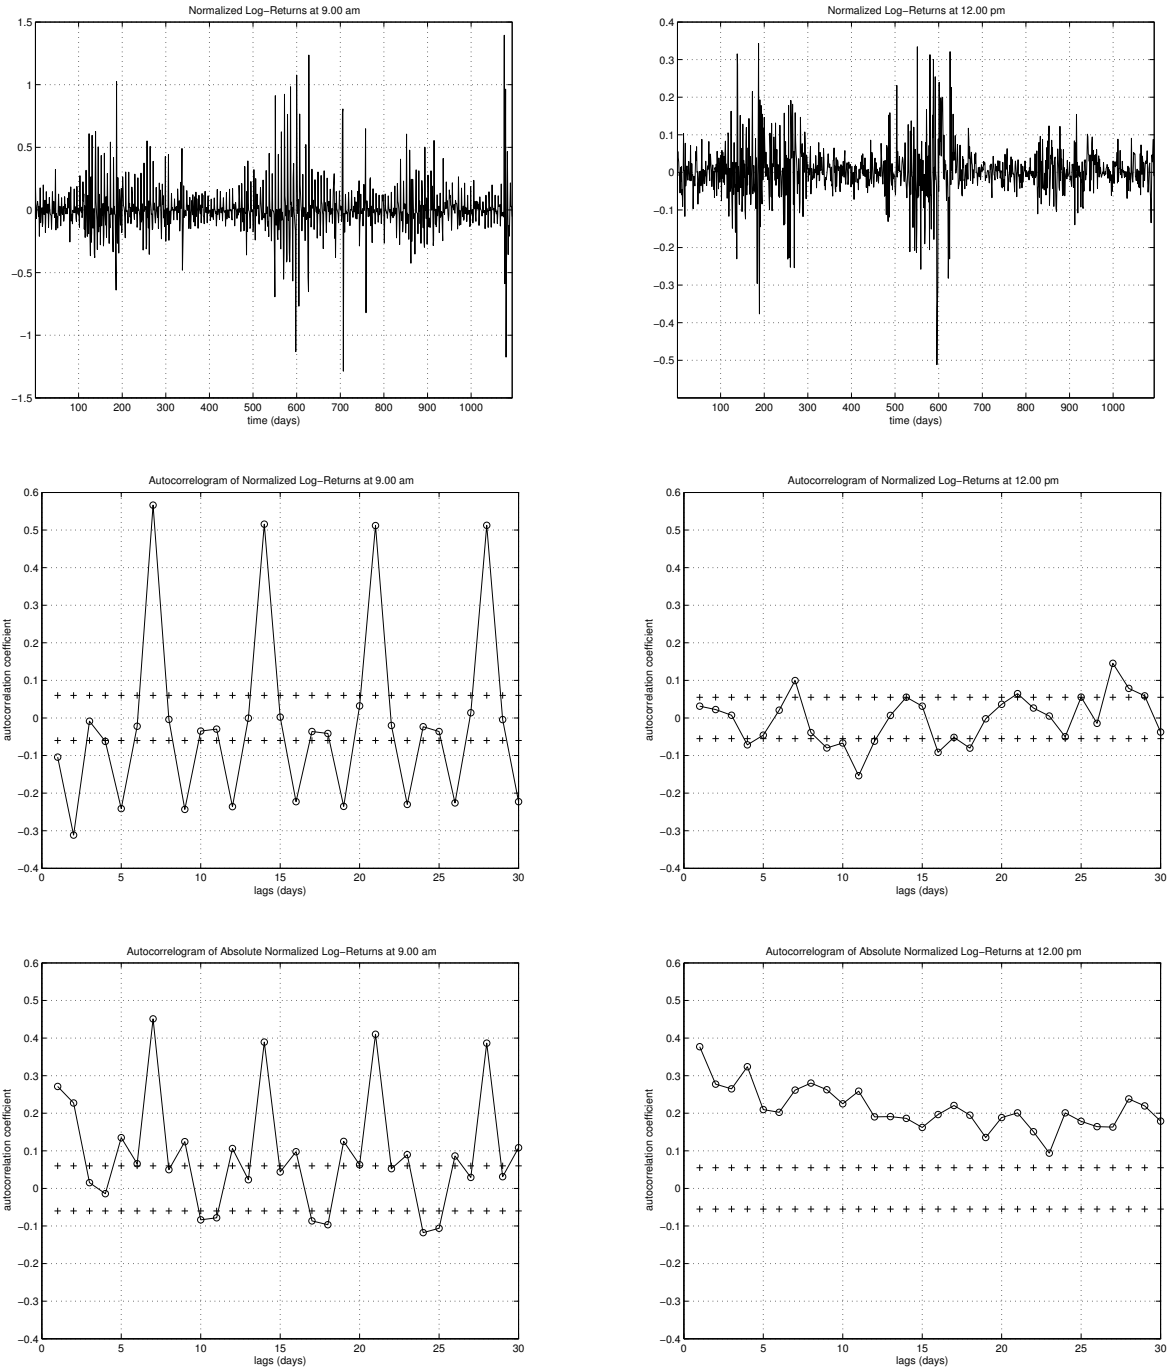 Normalized Log−Returns at 9.00 am
1.5
1
0.5
0
−0.5
−1
−1.5
100 200 300 400 500 600 700 800 900 1000
time (days)
Normalized Log−Returns at 12.00 pm
0.4
0.3
0.2
0.1
0
−0.1
−0.2
−0.3
−0.4
−0.5
100 200 300 400 500 600 700 800 900 1000
time (days)
Autocorrelogram of Normalized Log−Returns at 9.00 am
autocorrelation coefficient
0.6
0.5
0.4
0.3
0.2
0.1
0
−0.1
−0.2
−0.3
−0.4
0 5 10 15 20 25 30
lags (days)
Autocorrelogram of Normalized Log−Returns at 12.00 pm
autocorrelation coefficient
0.6
0.5
0.4
0.3
0.2
0.1
0
−0.1
−0.2
−0.3
−0.4
0 5 10 15 20 25 30
lags (days)
Autocorrelogram of Absolute Normalized Log−Returns at 9.00 am
autocorrelation coefficient
0.6
0.5
0.4
0.3
0.2
0.1
0
−0.1
−0.2
−0.3
−0.4
0 5 10 15 20 25 30
lags (days)
Autocorrelogram of Absolute Normalized Log−Returns at 12.00 pm
autocorrelation coefficient
0.6
0.5
0.4
0.3
0.2
0.1
0
−0.1
−0.2
−0.3
−0.4
0 5 10 15 20 25 30
lags (days)